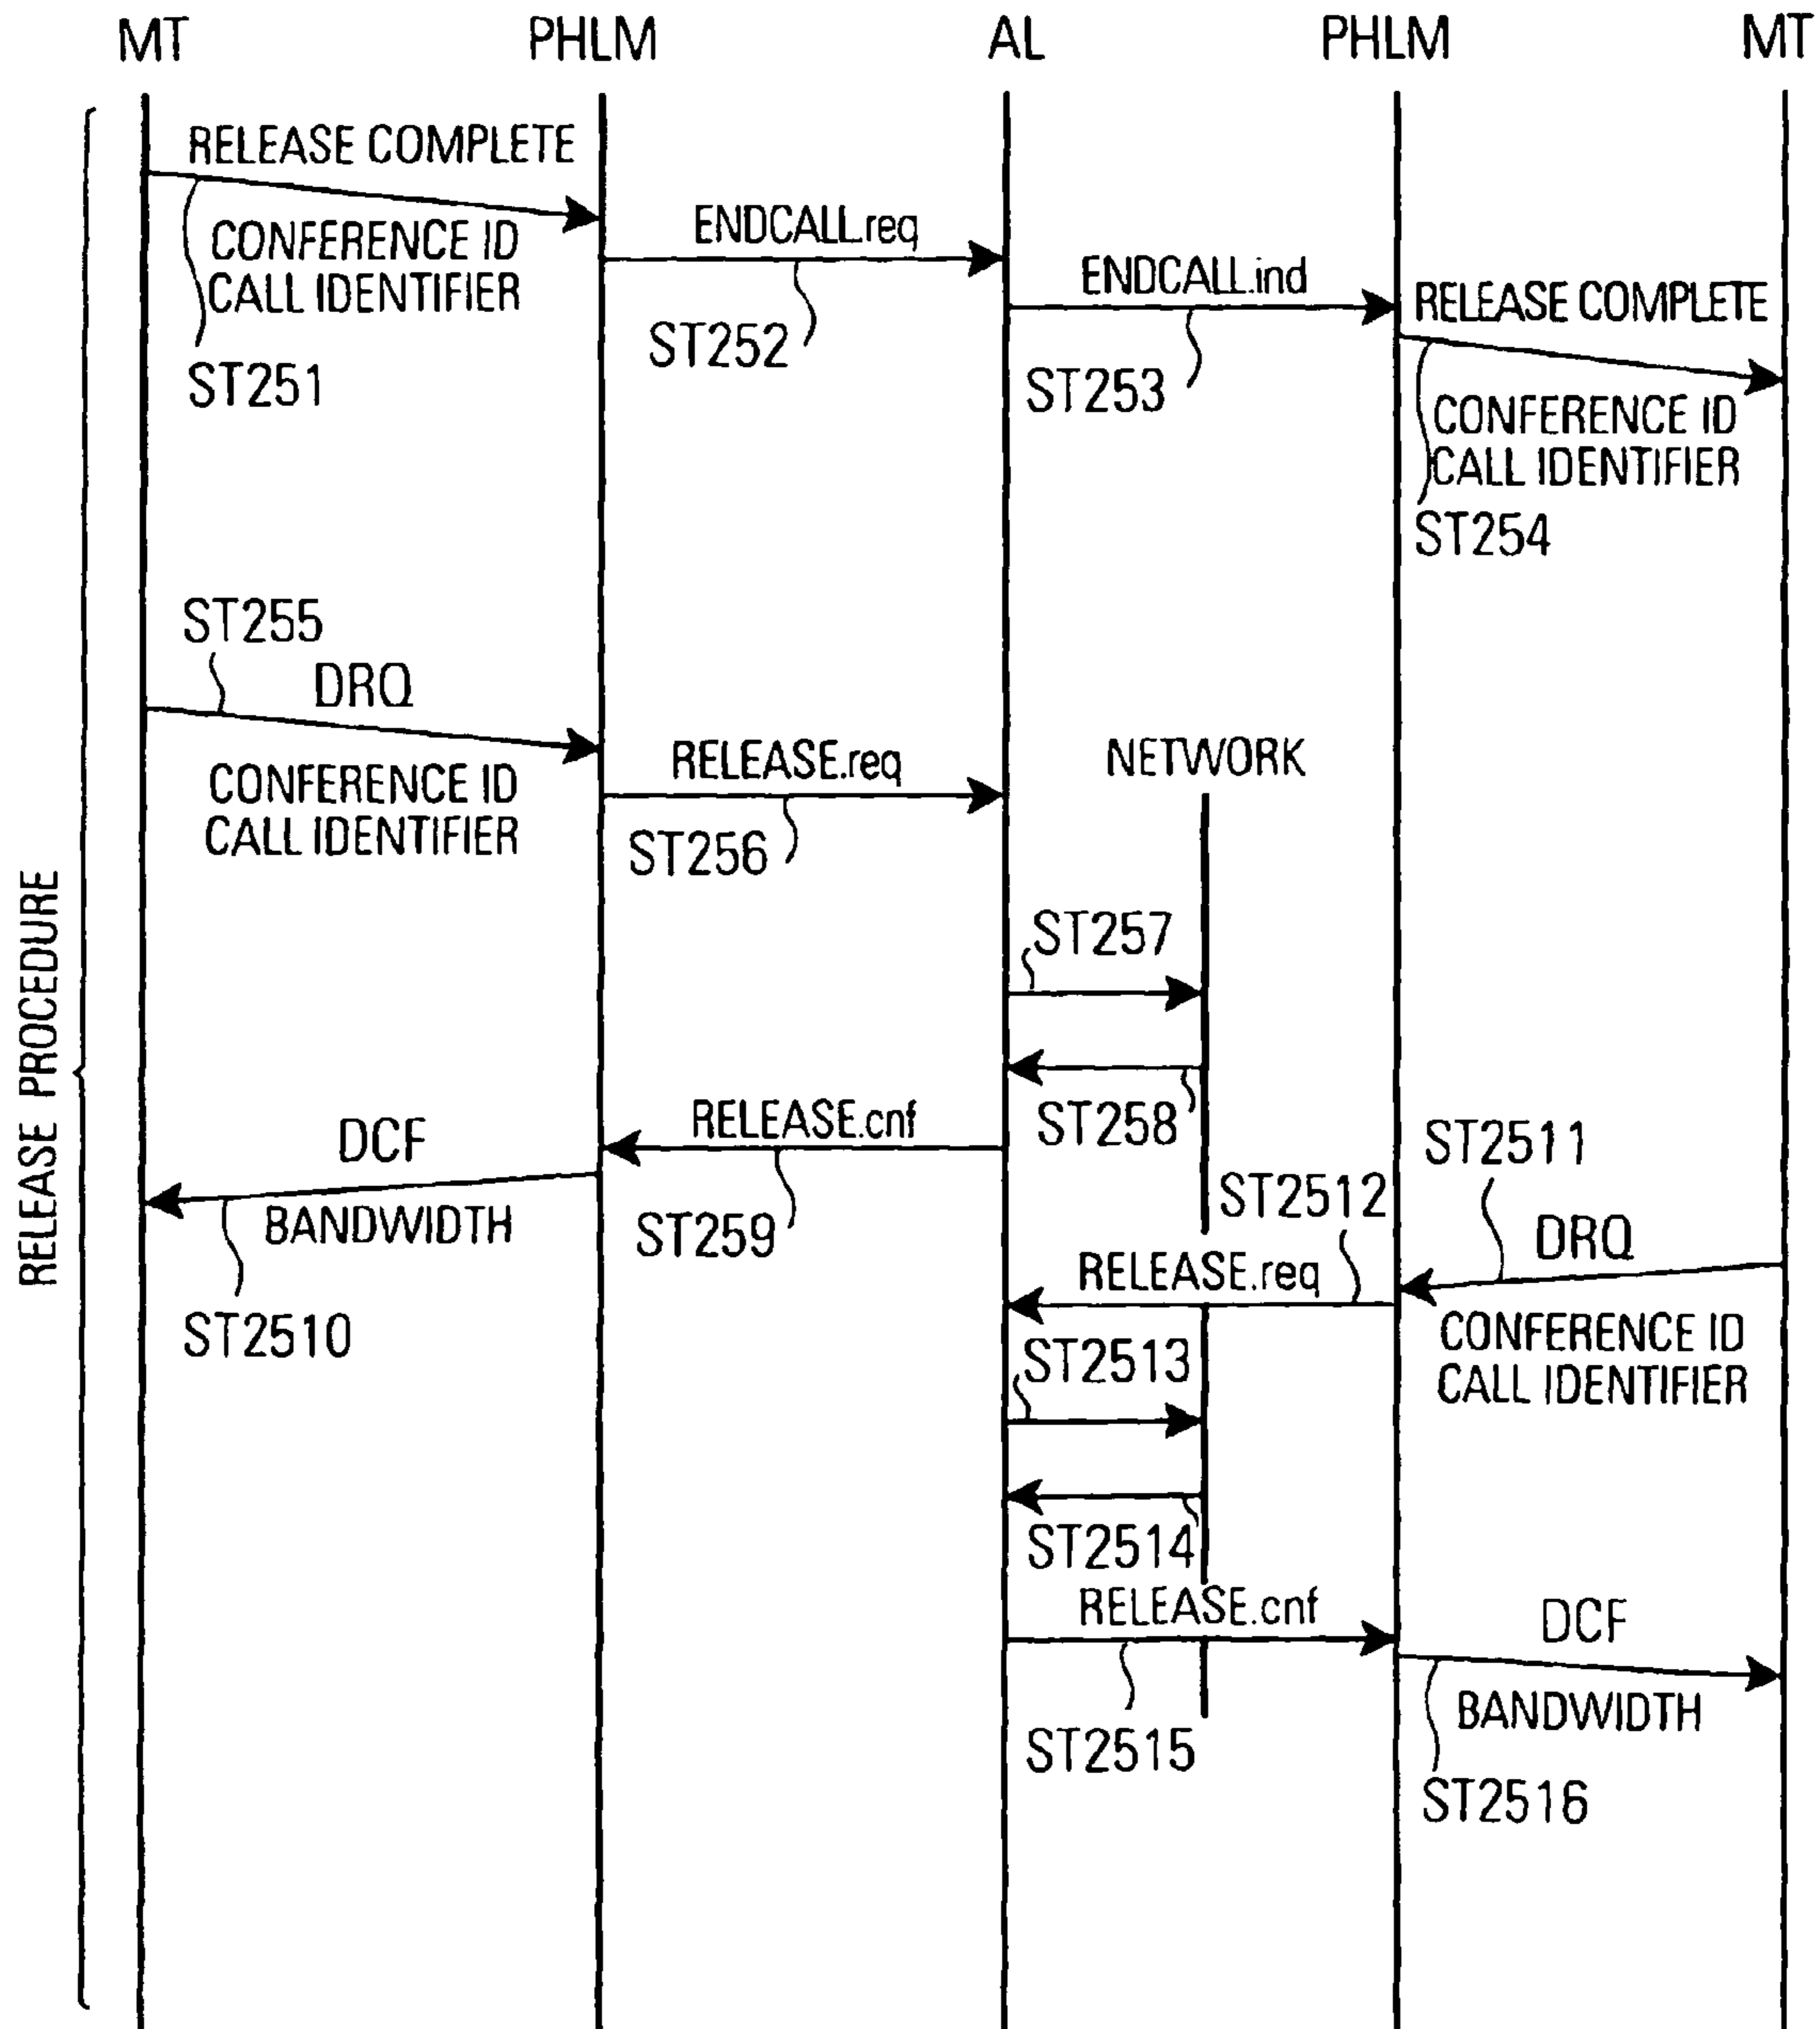 MT PHLM AL PHLM MT
RELEASE COMPLETE
CONFERENCE ID
CALL IDENTIFIER
ST251
ENDCALL.req
ST252
ENDCALL.ind
ST253
RELEASE COMPLETE
CONFERENCE ID
CALL IDENTIFIER
ST254
RELEASE PROCEDURE
ST255
DRQ
CONFERENCE ID
CALL IDENTIFIER
RELEASE.req
ST256
NETWORK
ST257
ST258
RELEASE.cnf
ST259
DCF
BANDWIDTH
ST2510
ST2511
DRQ
CONFERENCE ID
CALL IDENTIFIER
ST2512
RELEASE.req
ST2513
ST2514
RELEASE.cnf
ST2515
DCF
BANDWIDTH
ST2516